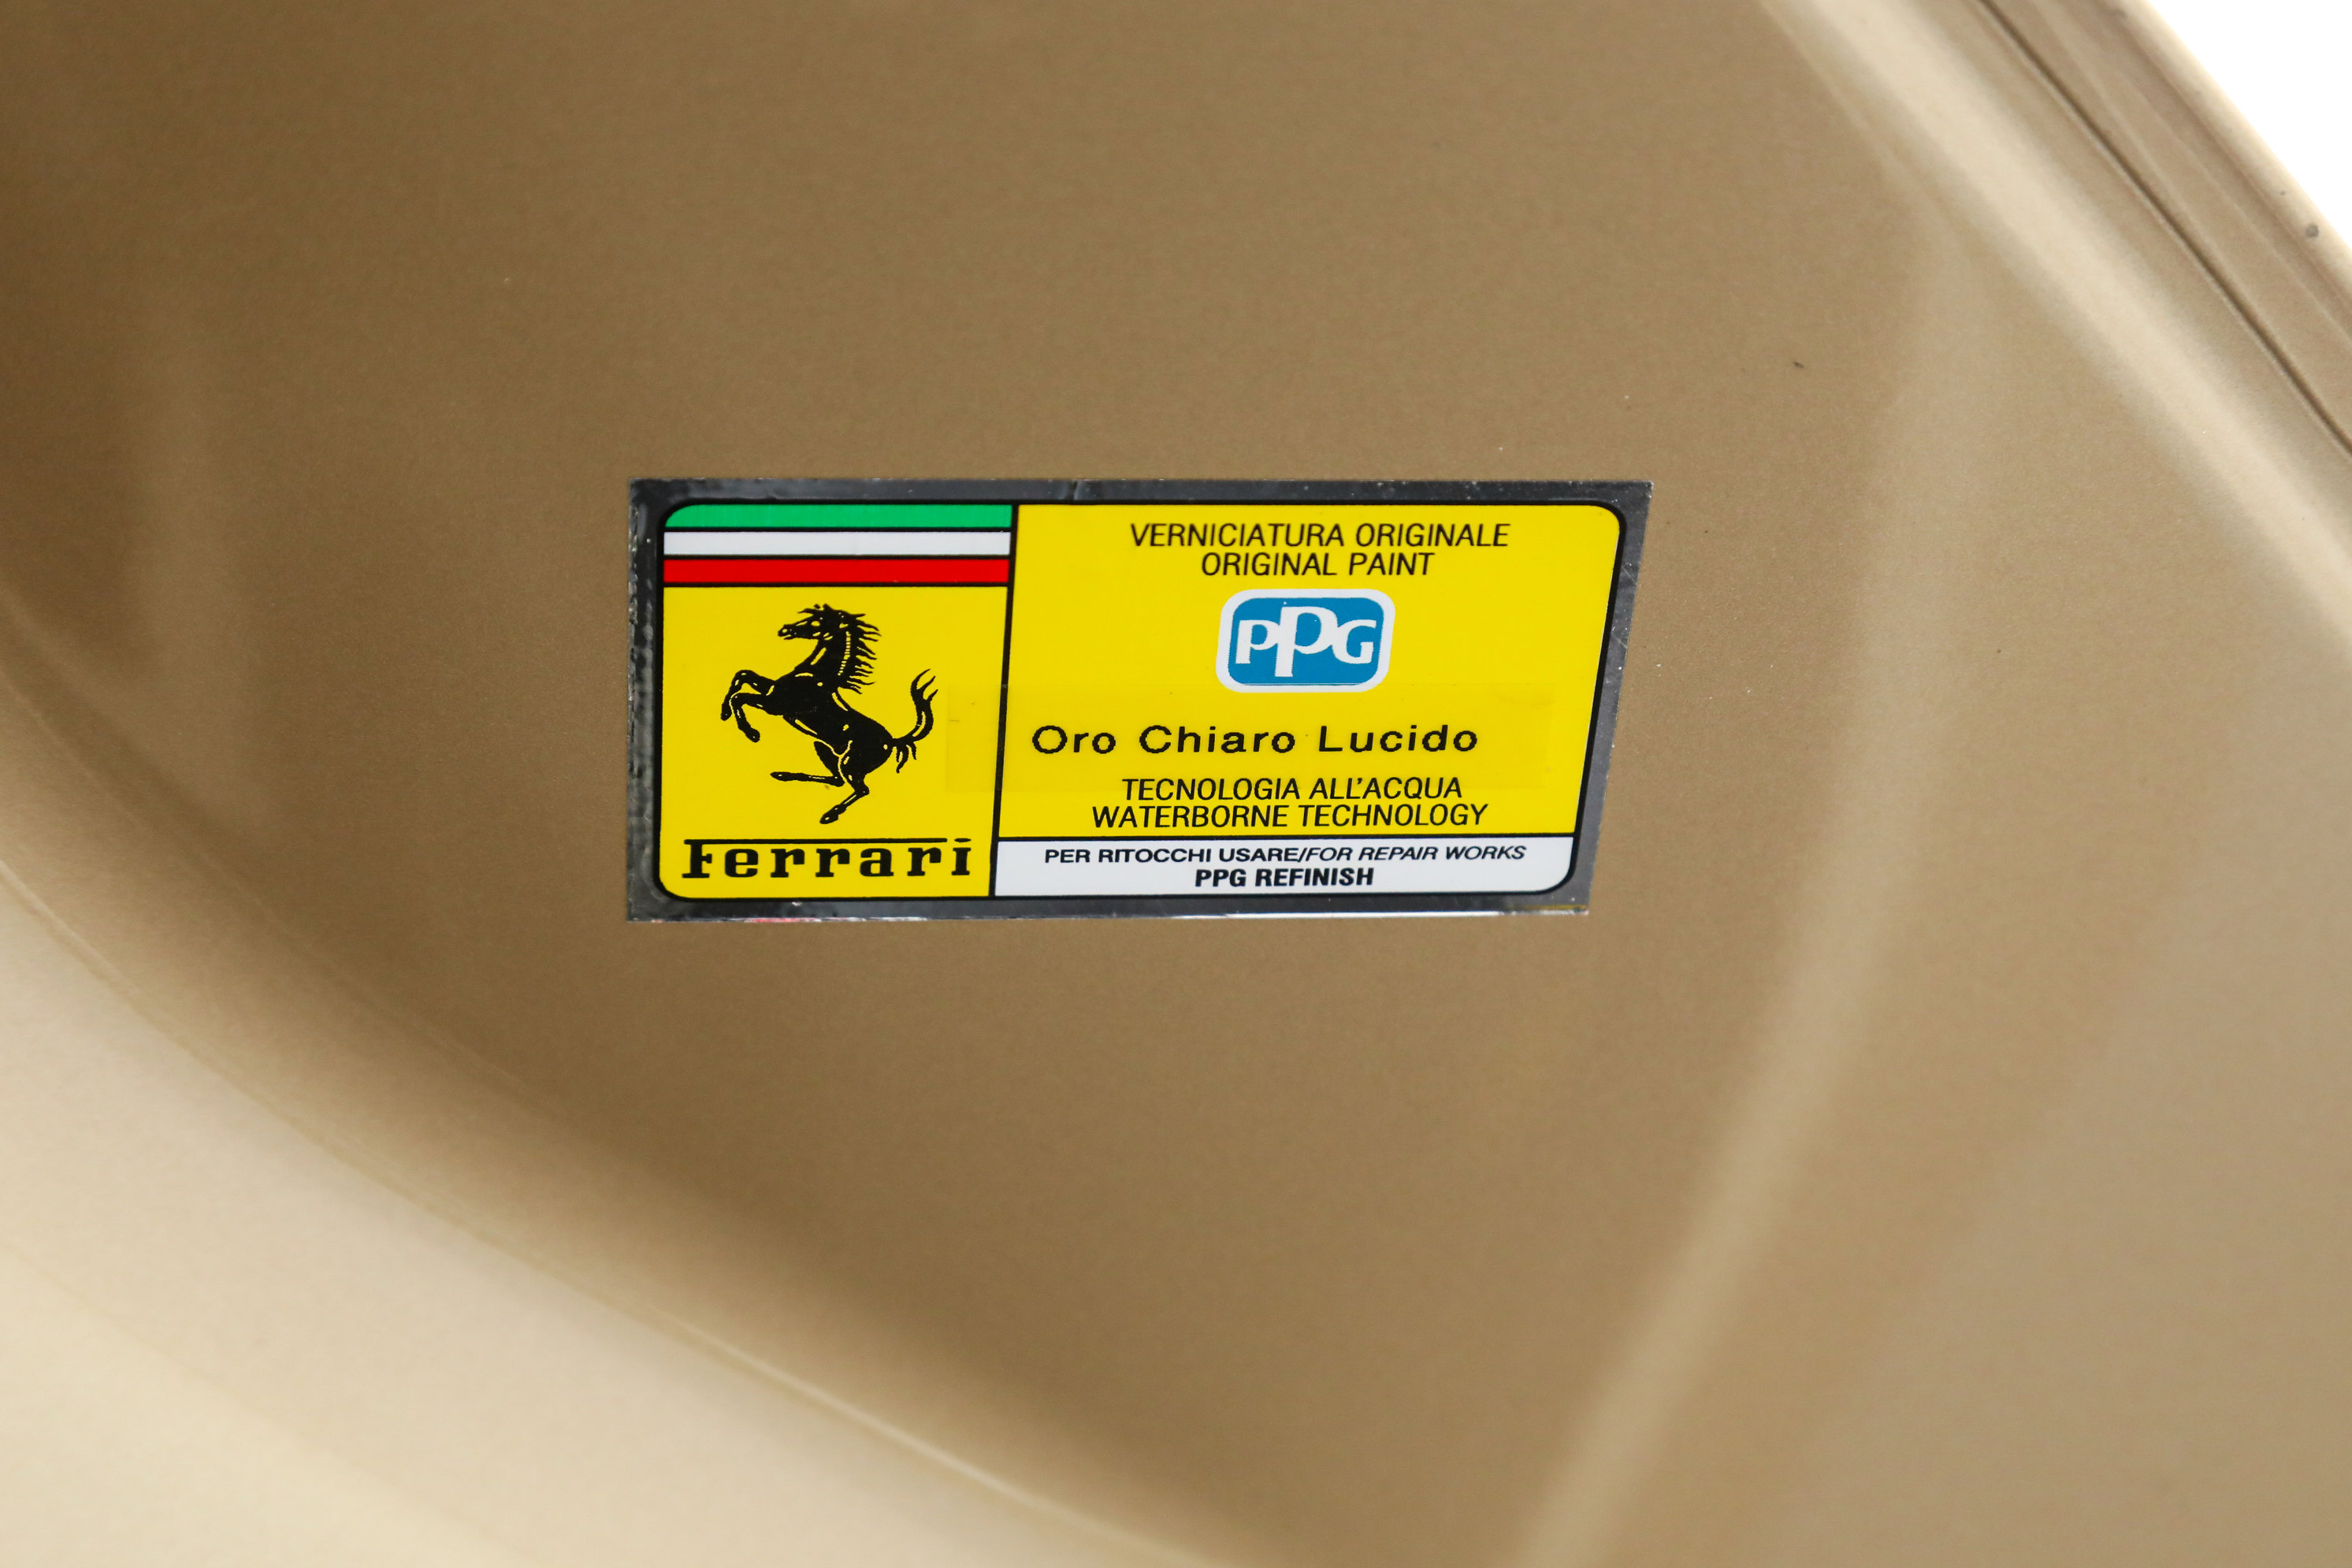 Ferrari
VERNICIATURA ORIGINALE
ORIGINAL PAINT
PPG
Oro Chiaro Lucido
TECNOLOGIA ALL'ACQUA
WATERBORNE TECHNOLOGY
PER RITOCCHI USARE/FOR REPAIR WORKS
PPG REFINISH